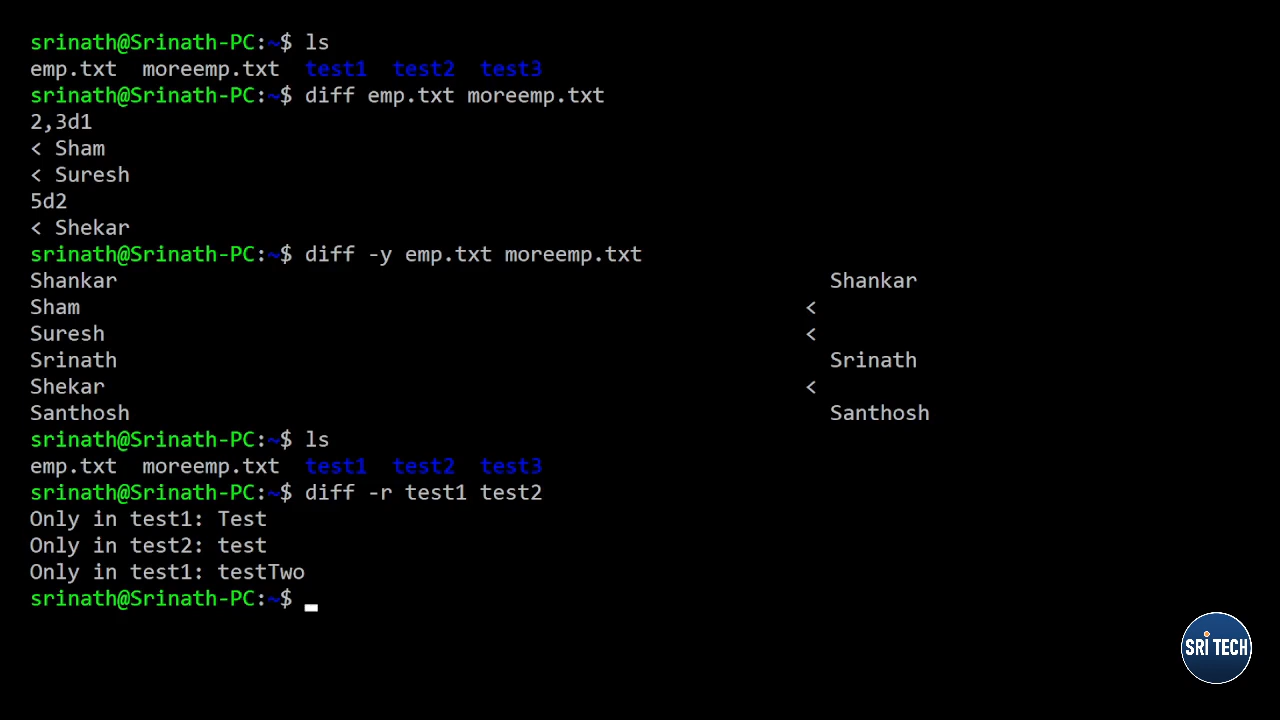 srinath@Srinath-PC:~$ ls
emp.txt  moreemp.txt  test1  test2  test3
srinath@Srinath-PC:~$ diff emp.txt moreemp.txt
2,3d1
< Sham
< Suresh
5d2
< Shekar
srinath@Srinath-PC:~$ diff -y emp.txt moreemp.txt
Shankar                                                         Shankar
Sham                                                          <
Suresh                                                        <
Srinath                                                         Srinath
Shekar                                                        <
Santhosh                                                        Santhosh
srinath@Srinath-PC:~$ ls
emp.txt  moreemp.txt  test1  test2  test3
srinath@Srinath-PC:~$ diff -r test1 test2
Only in test1: Test
Only in test2: test
Only in test1: testTwo
srinath@Srinath-PC:~$
SRI TECH